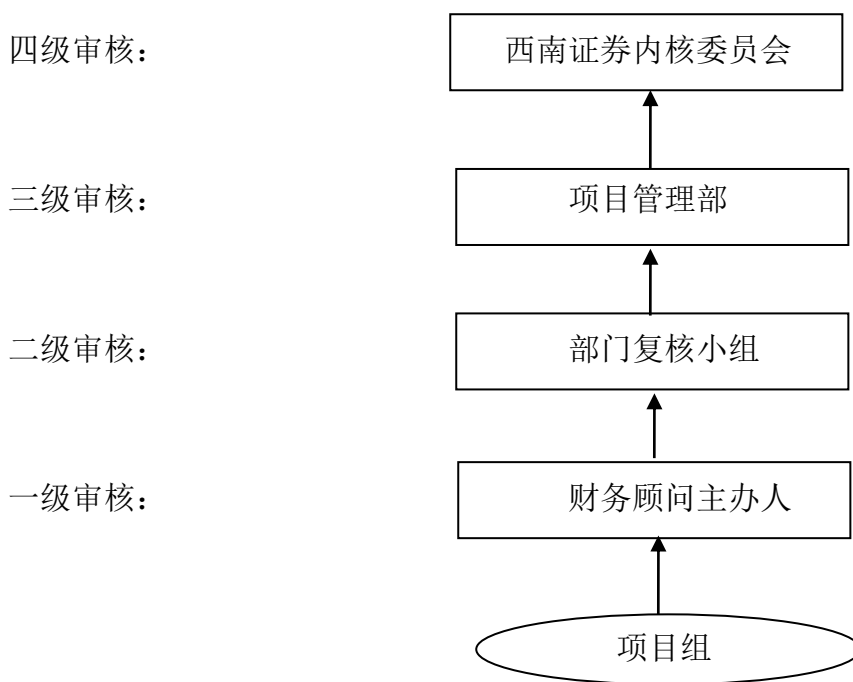 四级审核： 西南证券内核委员会
三级审核： 项目管理部
二级审核： 部门复核小组
一级审核： 财务顾问主办人
项目组